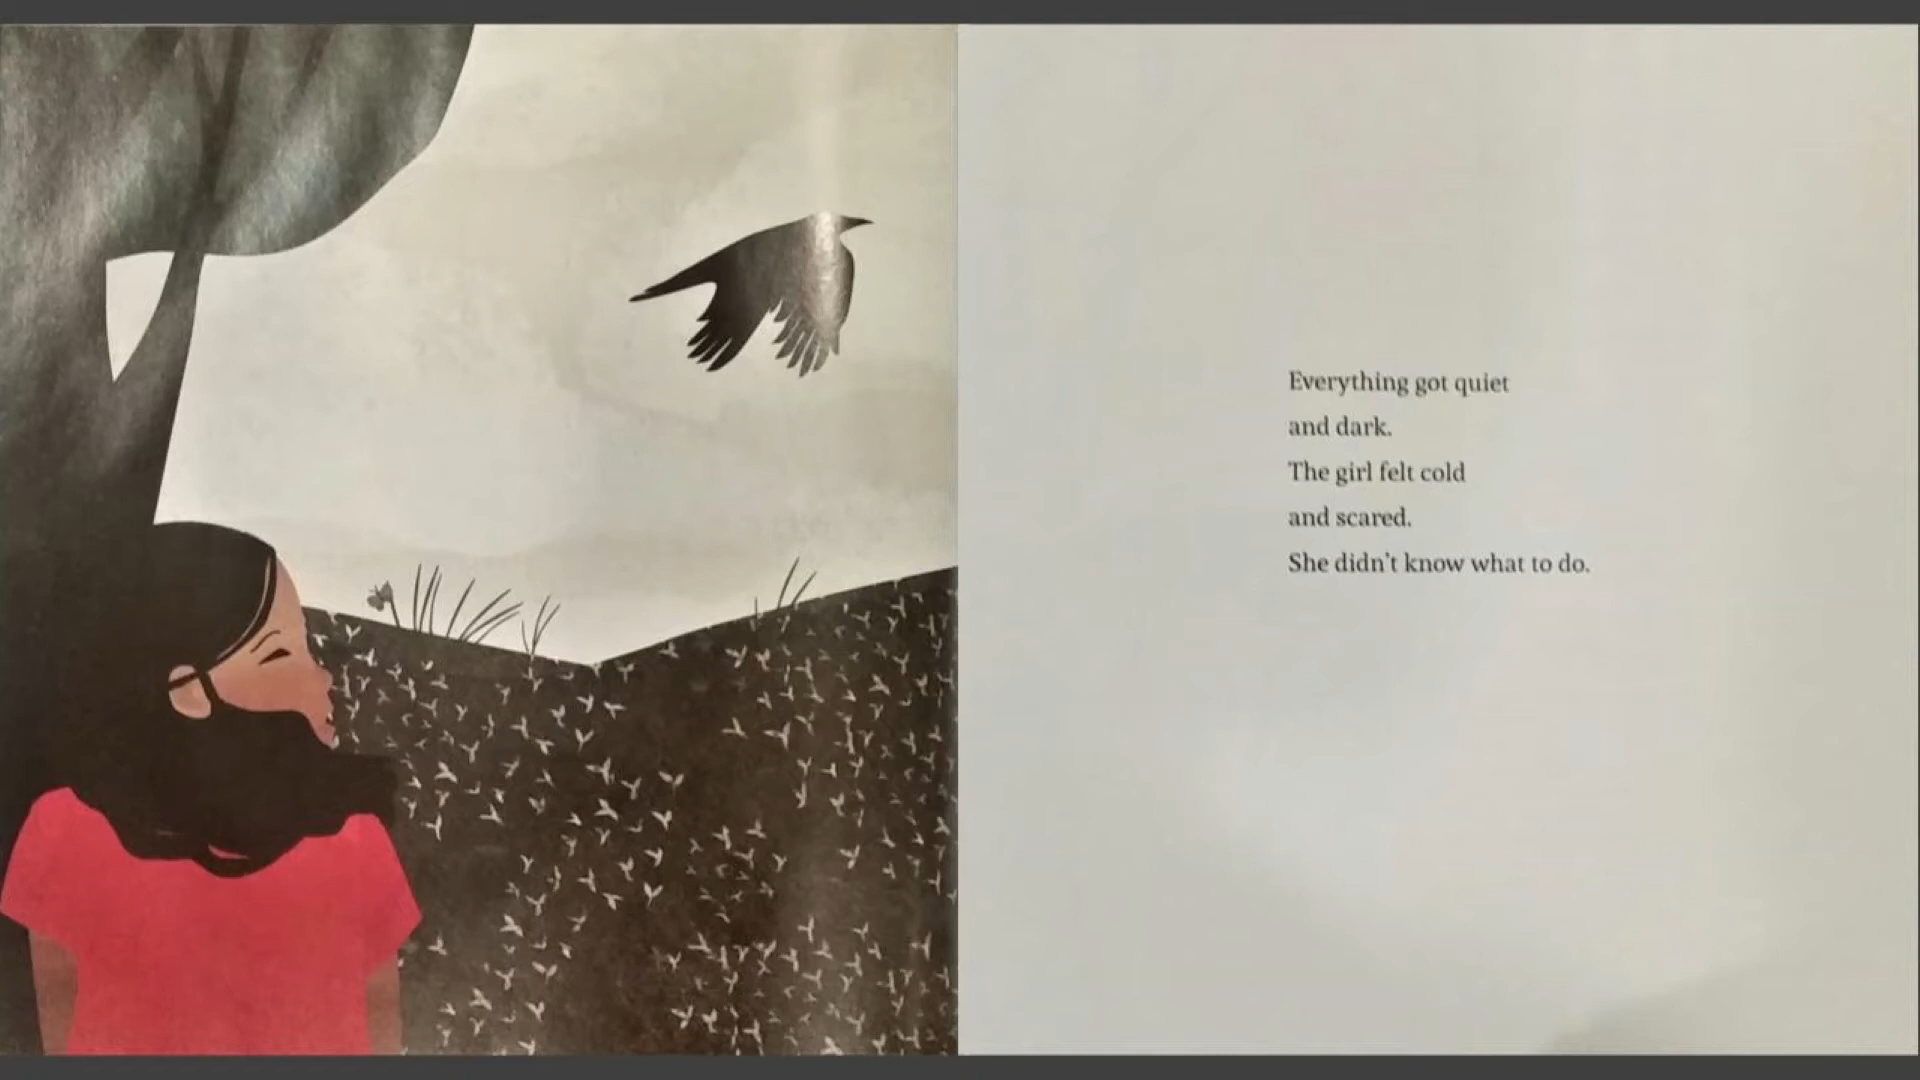 Everything got quiet
and dark.
The girl felt cold
and scared.
She didn't know what to do.